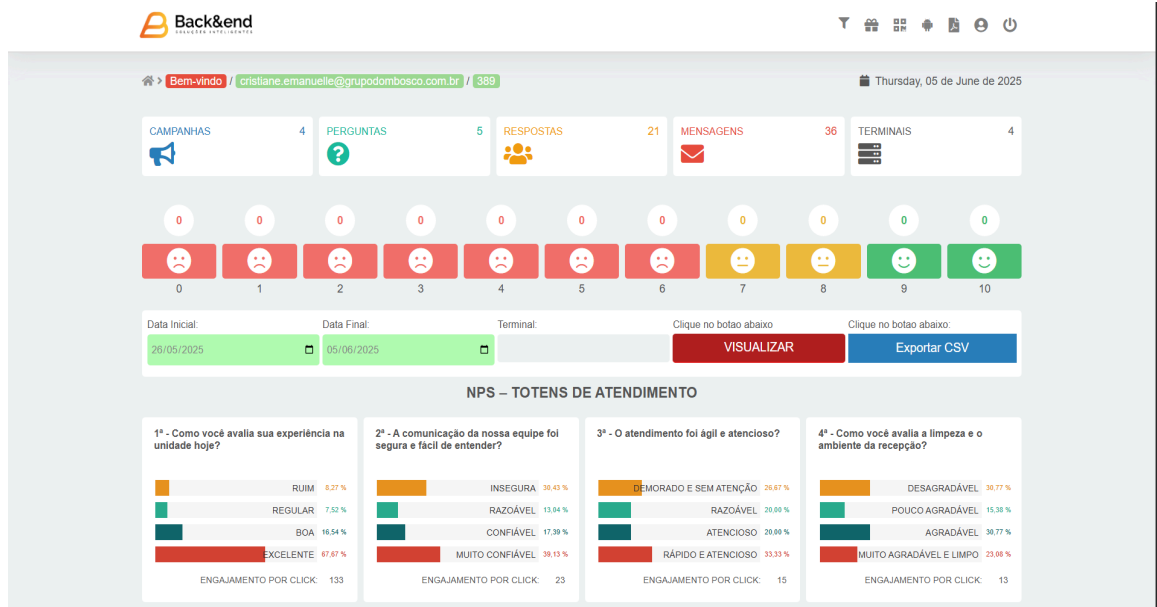 Back&end
SOLUÇÕES INTELIGENTES
Bem-vindo / cristiane.emanuelle@grupodombosco.com.br / 389
Thursday, 05 de June de 2025
CAMPANHAS 4
PERGUNTAS 5
RESPOSTAS 21
MENSAGENS 36
TERMINAIS 4
0 0 0 0 0 0 0 0 0 0 0
0 1 2 3 4 5 6 7 8 9 10
Data Inicial: Data Final: Terminal: Clique no botao abaixo Clique no botao abaixo:
26/05/2025 05/06/2025 VISUALIZAR Exportar CSV
NPS – TOTENS DE ATENDIMENTO
1ª - Como você avalia sua experiência na
unidade hoje?
RUIM 8,27 %
REGULAR 7,52 %
BOA 16,54 %
EXCELENTE 67,67 %
ENGAJAMENTO POR CLICK: 133
2ª - A comunicação da nossa equipe foi
segura e fácil de entender?
INSEGURA 30,43 %
RAZOÁVEL 13,04 %
CONFIÁVEL 17,39 %
MUITO CONFIÁVEL 39,13 %
ENGAJAMENTO POR CLICK: 23
3ª - O atendimento foi ágil e atencioso?
DEMORADO E SEM ATENÇÃO 26,67 %
RAZOÁVEL 20,00 %
ATENCIOSO 20,00 %
RÁPIDO E ATENCIOSO 33,33 %
ENGAJAMENTO POR CLICK: 15
4ª - Como você avalia a limpeza e o
ambiente da recepção?
DESAGRADÁVEL 30,77 %
POUCO AGRADÁVEL 15,38 %
AGRADÁVEL 30,77 %
MUITO AGRADÁVEL E LIMPO 23,08 %
ENGAJAMENTO POR CLICK: 13